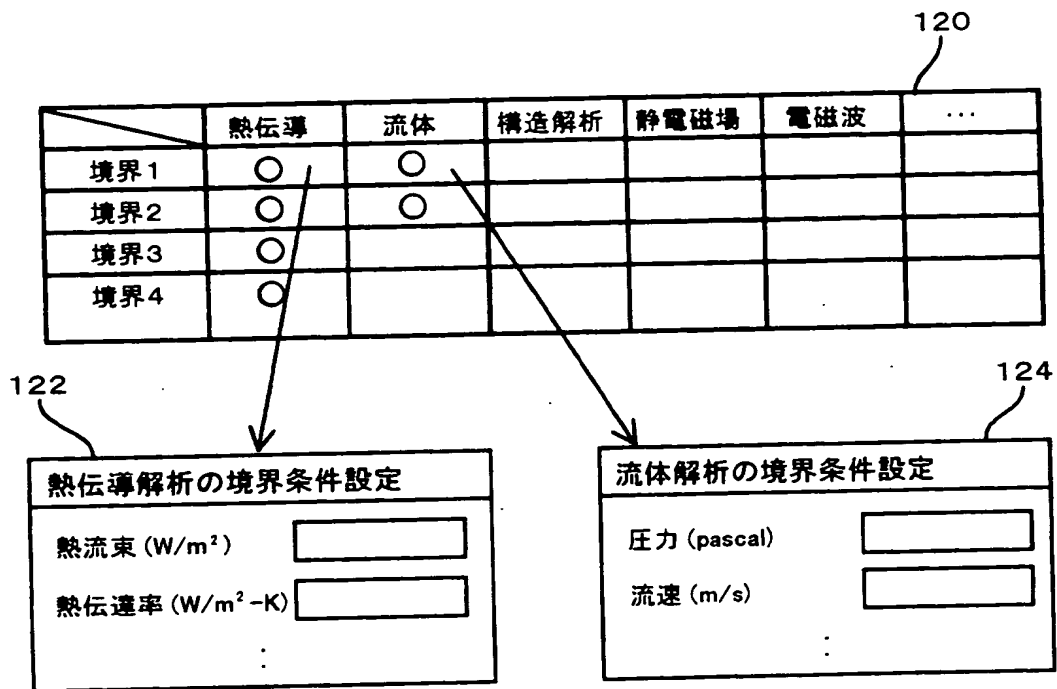 120
熱伝導 流体 構造解析 静電磁場 電磁波 ...
境界1 ○ ○
境界2 ○ ○
境界3 ○
境界4 ○
122
124
熱伝導解析の境界条件設定
熱流束 (W/m²)
熱伝達率 (W/m²-K)
:
流体解析の境界条件設定
圧力 (pascal)
流速 (m/s)
: